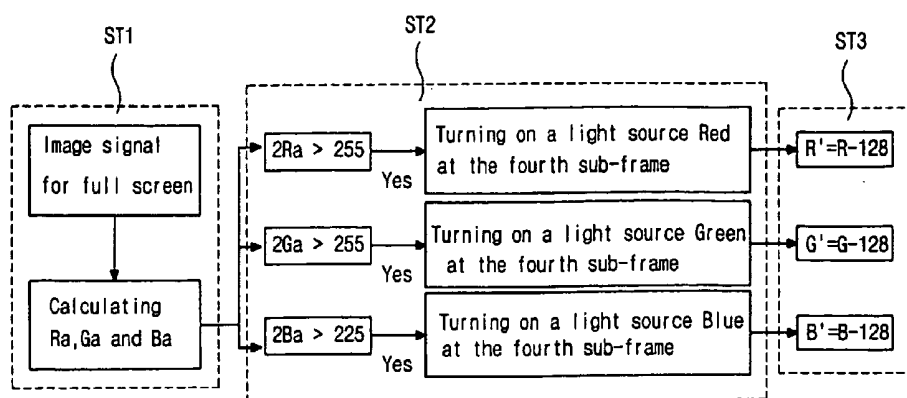 ST1
ST2
ST3
Image signal
for full screen
Calculating
Ra,Ga and Ba
2Ra > 255
Yes
Turning on a light source Red
at the fourth sub-frame
R'=R-128
2Ga > 255
Yes
Turning on a light source Green
at the fourth sub-frame
G'=G-128
2Ba > 225
Yes
Turning on a light source Blue
at the fourth sub-frame
B'=B-128